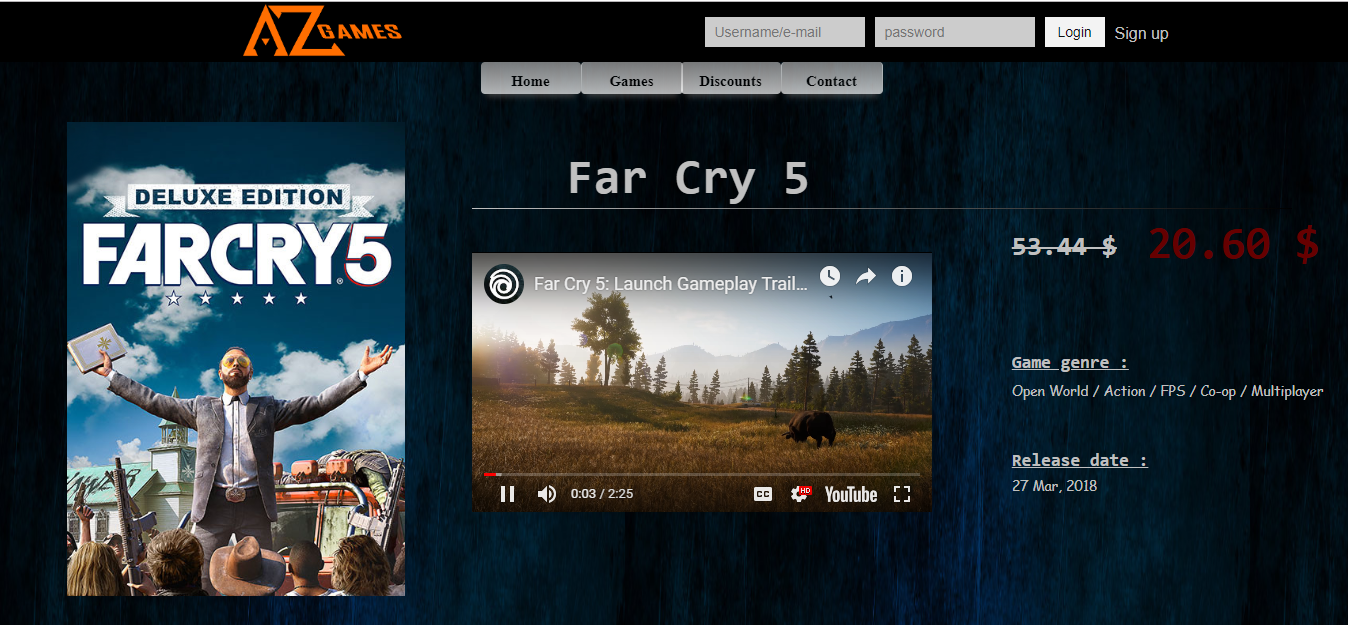 AZ GAMES
Username/e-mail
password
Login
Sign up
Home
Games
Discounts
Contact
DELUXE EDITION
FARCRY5
Far Cry 5
53.44 $ 20.60 $
Far Cry 5: Launch Gameplay Trail...
0:03 / 2:25
CC
HD
YouTube
Game genre :
Open World / Action / FPS / Co-op / Multiplayer
Release date :
27 Mar, 2018